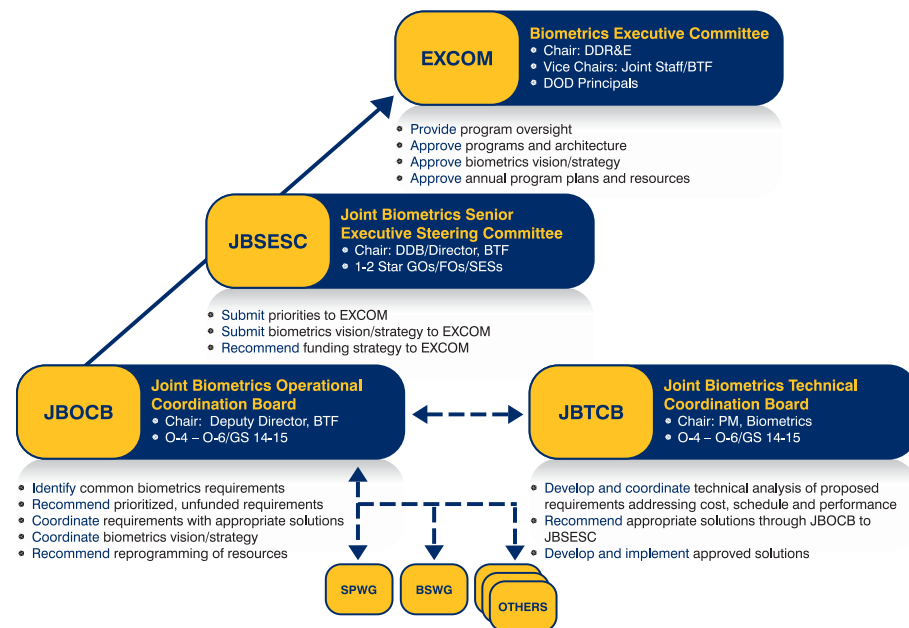 EXCOM
Biometrics Executive Committee
Chair: DDR&E
Vice Chairs: Joint Staff/BTF
DOD Principals
Provide program oversight
Approve programs and architecture
Approve biometrics vision/strategy
Approve annual program plans and resources
JBSESC
Joint Biometrics Senior
Executive Steering Committee
Chair: DDB/Director, BTF
1-2 Star GOs/FOs/SESs
Submit priorities to EXCOM
Submit biometrics vision/strategy to EXCOM
Recommend funding strategy to EXCOM
JBOCB
Joint Biometrics Operational
Coordination Board
Chair: Deputy Director, BTF
O-4 – O-6/GS 14-15
Identify common biometrics requirements
Recommend prioritized, unfunded requirements
Coordinate requirements with appropriate solutions
Coordinate biometrics vision/strategy
Recommend reprogramming of resources
JBTCB
Joint Biometrics Technical
Coordination Board
Chair: PM, Biometrics
O-4 – O-6/GS 14-15
Develop and coordinate technical analysis of proposed
requirements addressing cost, schedule and performance
Recommend appropriate solutions through JBOCB to
JBSESC
Develop and implement approved solutions
SPWG
BSWG
OTHERS